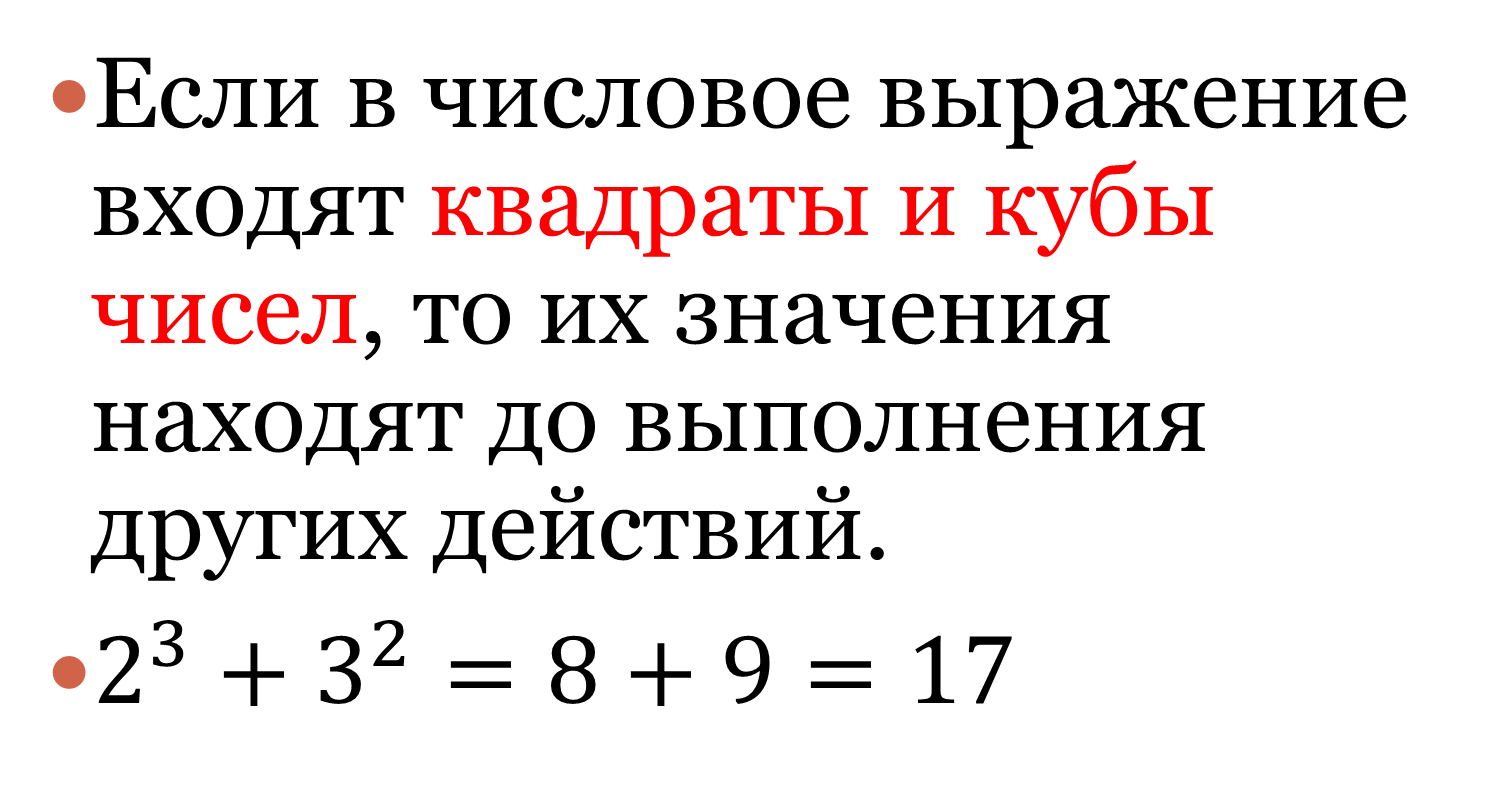 •Если в числовое выражение
входят квадраты и кубы
чисел, то их значения
находят до выполнения
других действий.
•2³ + 3² = 8 + 9 = 17